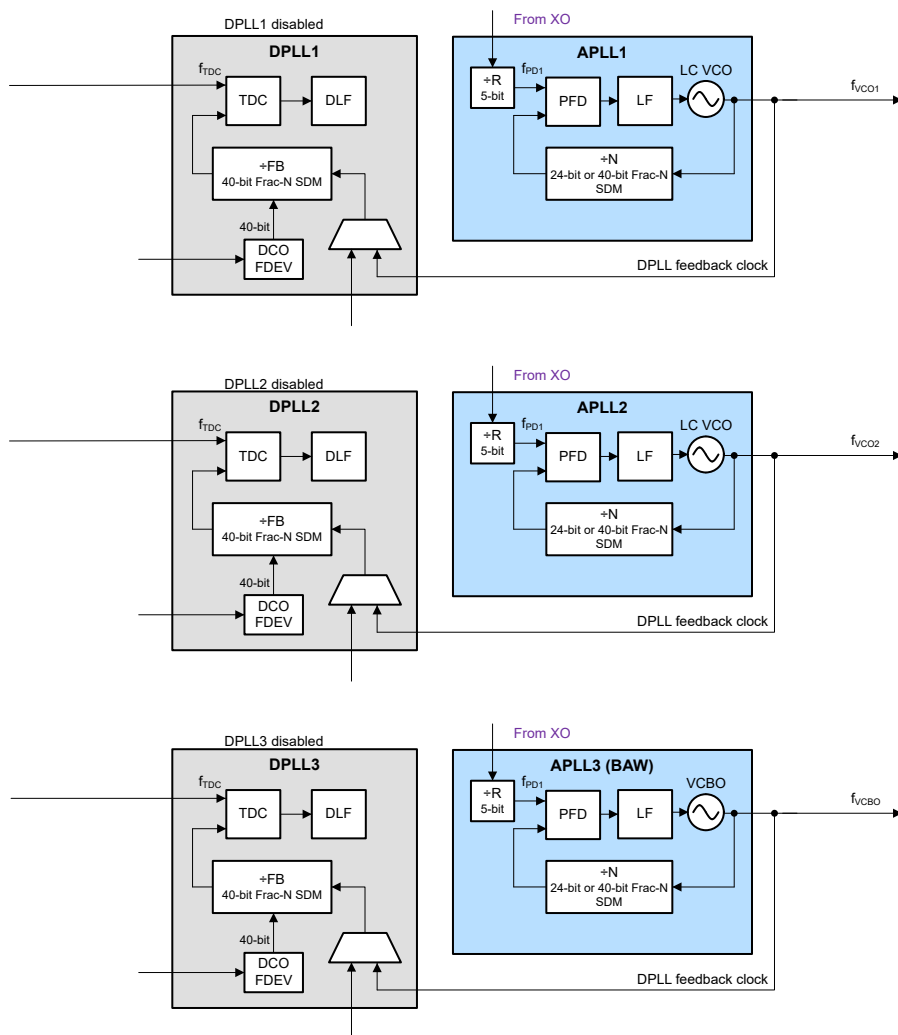 DPLL1 disabled
DPLL1
f_TDC
TDC
DLF
÷FB
40-bit Frac-N SDM
40-bit
DCO
FDEV
From XO
APLL1
÷R
5-bit
f_PD1
PFD
LF
LC VCO
÷N
24-bit or 40-bit Frac-N
SDM
f_VCO1
DPLL feedback clock
DPLL2 disabled
DPLL2
f_TDC
TDC
DLF
÷FB
40-bit Frac-N SDM
40-bit
DCO
FDEV
From XO
APLL2
÷R
5-bit
f_PD1
PFD
LF
LC VCO
÷N
24-bit or 40-bit Frac-N
SDM
f_VCO2
DPLL feedback clock
DPLL3 disabled
DPLL3
f_TDC
TDC
DLF
÷FB
40-bit Frac-N SDM
40-bit
DCO
FDEV
From XO
APLL3 (BAW)
÷R
5-bit
f_PD1
PFD
LF
VCBO
÷N
24-bit or 40-bit Frac-N
SDM
f_VCBO
DPLL feedback clock